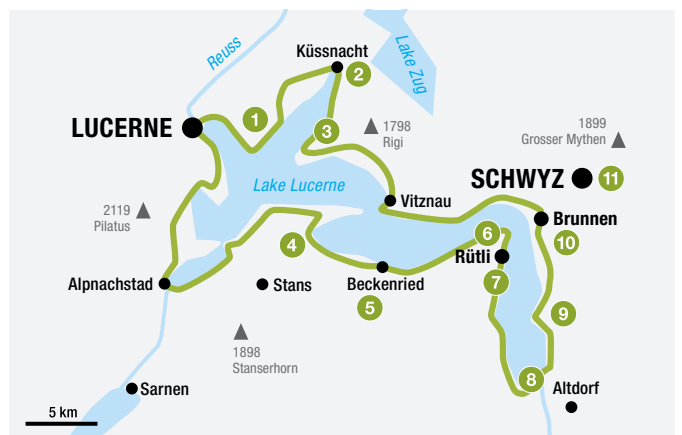 Reuss
Küssnacht
2
Lake Zug
LUCERNE
1
3
1798
Rigi
1899
Grosser Mythen
SCHWYZ
11
Lake Lucerne
Vitznau
2119
Pilatus
Brunnen
10
4
6
Rütli
7
Alpnachstad
Stans
Beckenried
5
9
1898
Stanserhorn
8
Altdorf
Sarnen
5 km